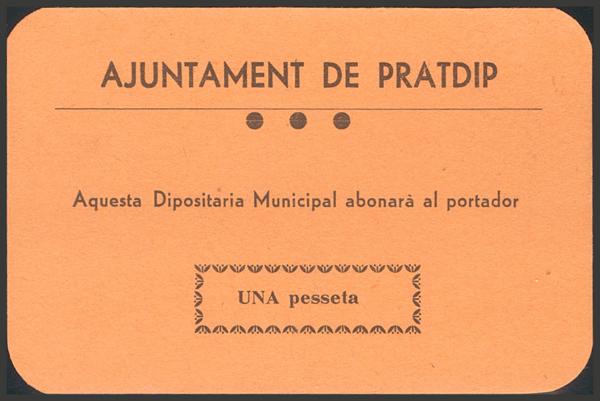 AJUNTAMENT DE PRATDIP
Aquesta Dipositaria Municipal abonarà al portador
UNA pesseta